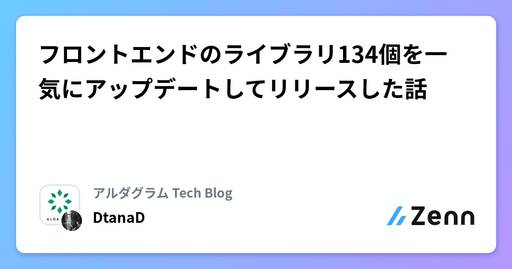 フロントエンドのライブラリ134個を一
気にアップデートしてリリースした話
アルダグラム Tech Blog
DtanaD
Zenn